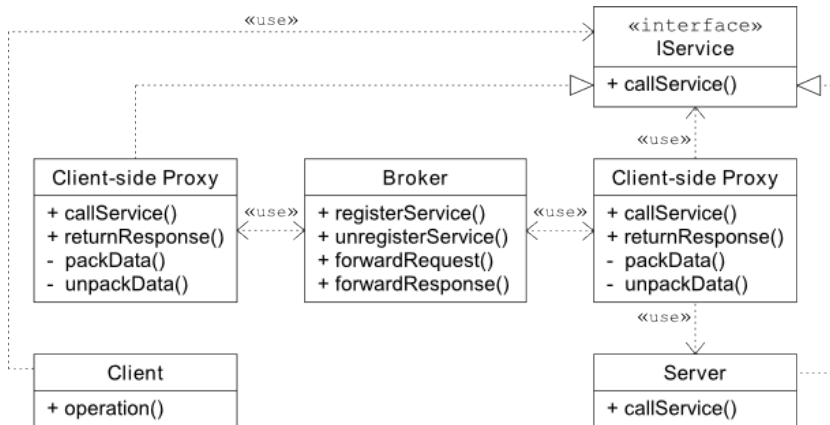 «use»
«interface»
IService
+ callService()
«use»
Client-side Proxy
+ callService()
+ returnResponse()
- packData()
- unpackData()
«use»
Broker
+ registerService()
+ unregisterService()
+ forwardRequest()
+ forwardResponse()
«use»
Client-side Proxy
+ callService()
+ returnResponse()
- packData()
- unpackData()
«use»
Client
+ operation()
Server
+ callService()